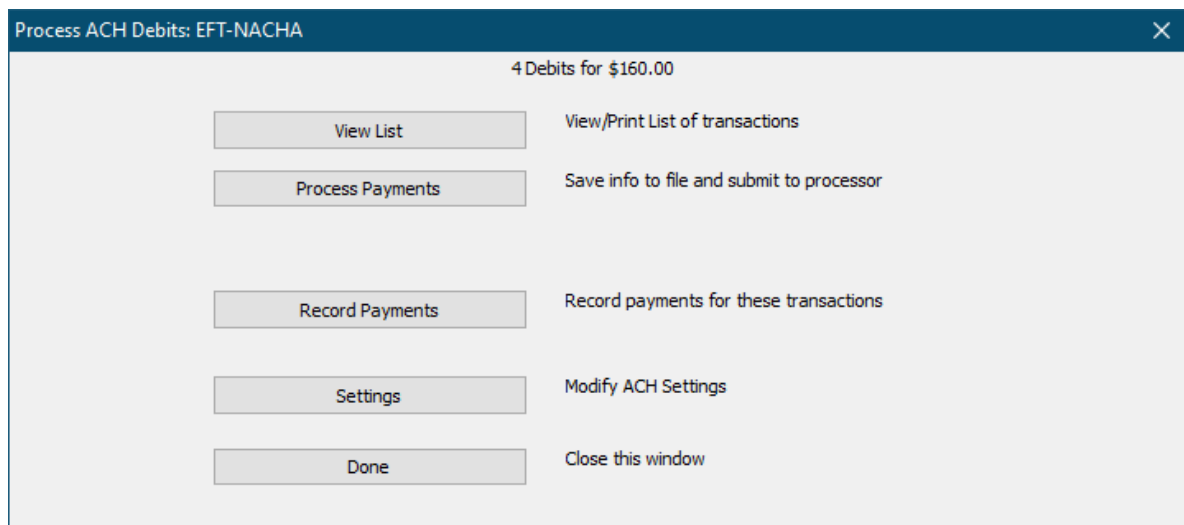 Process ACH Debits: EFT-NACHA
4 Debits for $160.00
View List
View/Print List of transactions
Process Payments
Save info to file and submit to processor
Record Payments
Record payments for these transactions
Settings
Modify ACH Settings
Done
Close this window